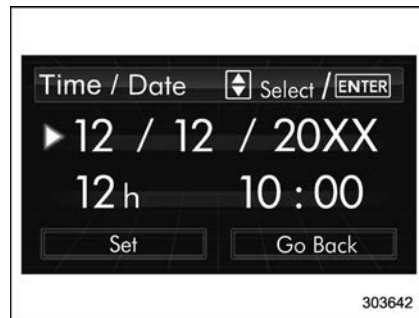 Time / Date Select / ENTER
12 / 12 / 20XX
12h 10 : 00
Set Go Back
303642